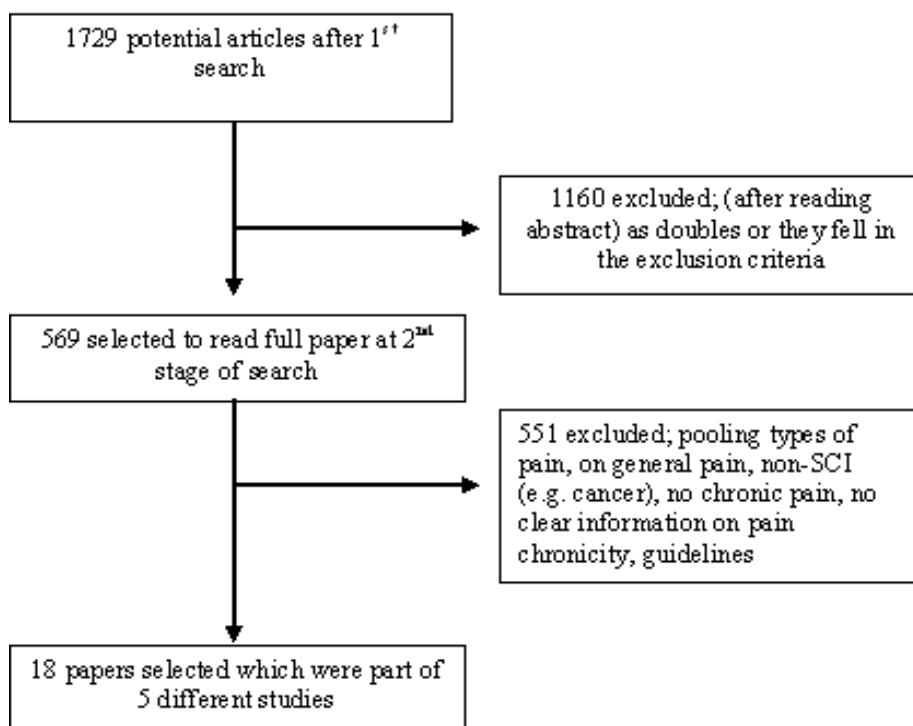 1729 potential articles after 1st
search
1160 excluded; (after reading
abstract) as doubles or they fell in
the exclusion criteria
569 selected to read full paper at 2nd
stage of search
551 excluded; pooling types of
pain, on general pain, non-SCI
(e.g. cancer), no chronic pain, no
clear information on pain
chronicity, guidelines
18 papers selected which were part of
5 different studies